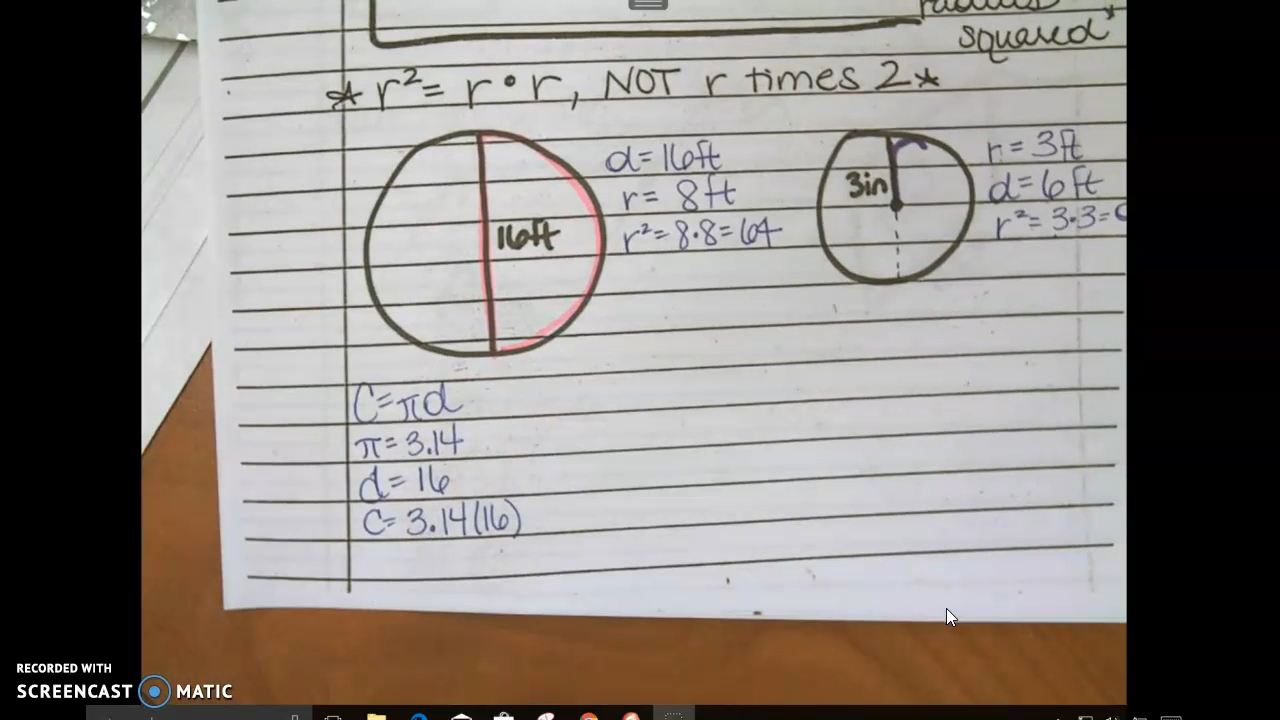 squared*
*r²= r•r, NOT r times 2*
16ft
d=16ft
r= 8ft
r²=8·8=64
3in
r=3ft
d=6ft
r²=3·3=
C=πd
π=3.14
d=16
C=3.14(16)
RECORDED WITH
SCREENCAST MATIC